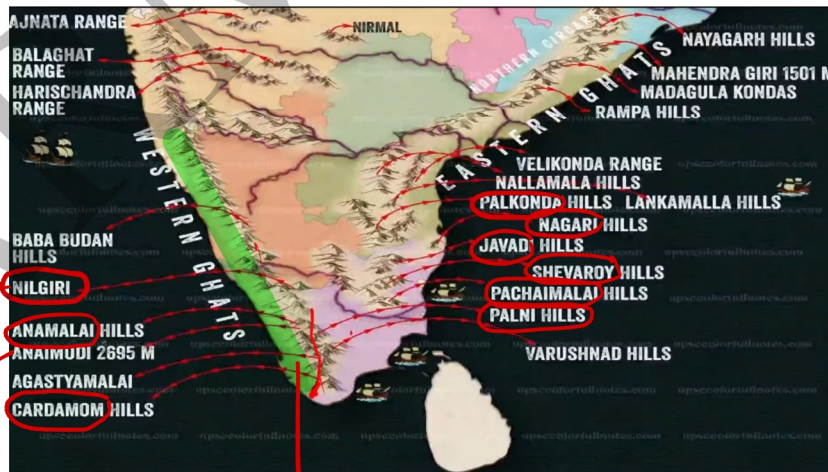 AJNATA RANGE
BALAGHAT
RANGE
HARISCHANDRA
RANGE
WESTERN GHATS
BABA BUDAN
HILLS
NILGIRI
ANAMALAI HILLS
ANAIMUDI 2695 M
AGASTYAMALAI
CARDAMOM HILLS
NIRMAL
NORTHERN CIRCLES
EASTERN GHATS
NAYAGARH HILLS
MAHENDRA GIRI 1501 M
MADAGULA KONDAS
RAMPA HILLS
VELIKONDA RANGE
NALLAMALA HILLS
PALKONDA HILLS LANKAMALLA HILLS
NAGARI HILLS
JAVADI HILLS
SHEVAROY HILLS
PACHAIMALAI HILLS
PALNI HILLS
VARUSHNAD HILLS